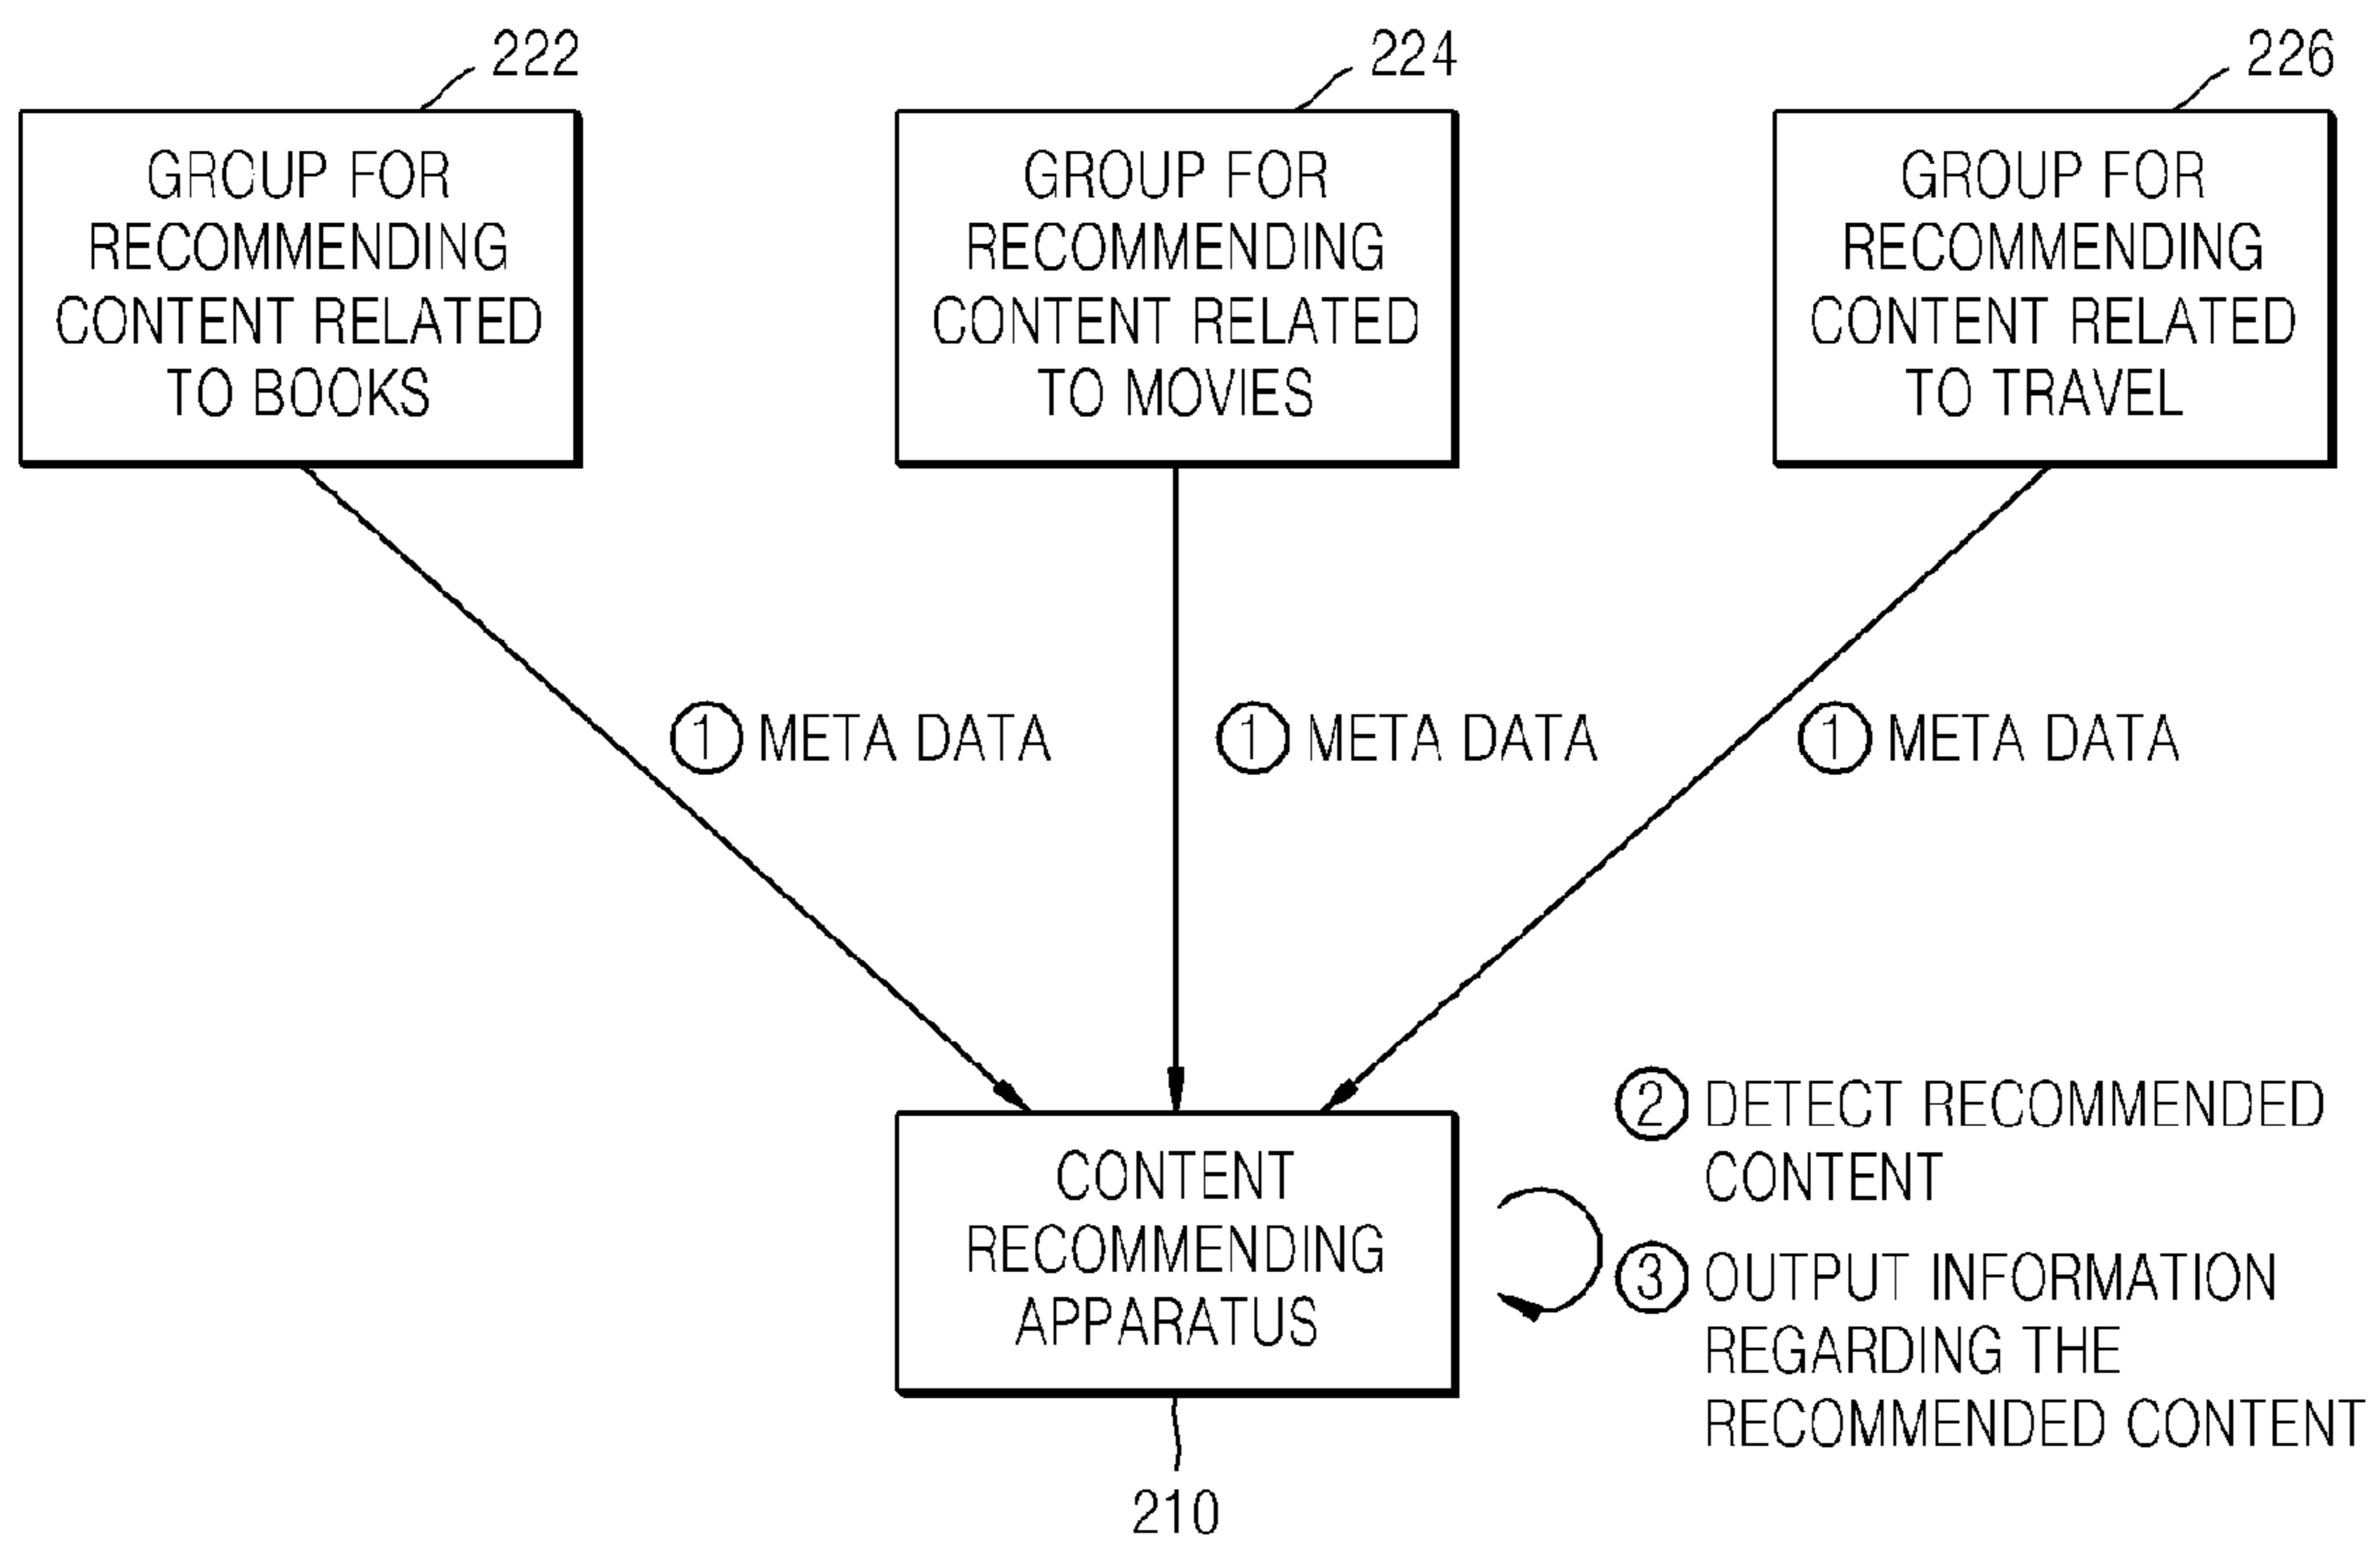 222
GROUP FOR
RECOMMENDING
CONTENT RELATED
TO BOOKS
224
GROUP FOR
RECOMMENDING
CONTENT RELATED
TO MOVIES
226
GROUP FOR
RECOMMENDING
CONTENT RELATED
TO TRAVEL
① META DATA
① META DATA
① META DATA
CONTENT
RECOMMENDING
APPARATUS
210
② DETECT RECOMMENDED
CONTENT
③ OUTPUT INFORMATION
REGARDING THE
RECOMMENDED CONTENT